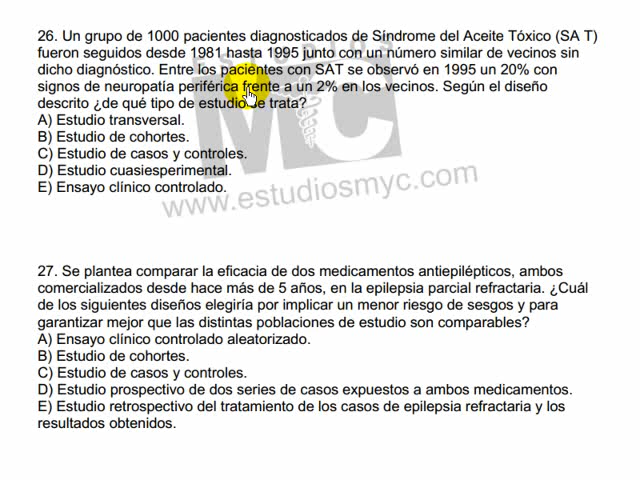 26. Un grupo de 1000 pacientes diagnosticados de Síndrome del Aceite Tóxico (SA T)
fueron seguidos desde 1981 hasta 1995 junto con un número similar de vecinos sin
dicho diagnóstico. Entre los pacientes con SAT se observó en 1995 un 20% con
signos de neuropatía periférica frente a un 2% en los vecinos. Según el diseño
descrito ¿de qué tipo de estudio se trata?
A) Estudio transversal.
B) Estudio de cohortes.
C) Estudio de casos y controles.
D) Estudio cuasiesperimental.
E) Ensayo clínico controlado.
ESTUDIOS
MC
www.estudiosmyc.com
27. Se plantea comparar la eficacia de dos medicamentos antiepilépticos, ambos
comercializados desde hace más de 5 años, en la epilepsia parcial refractaria. ¿Cuál
de los siguientes diseños elegiría por implicar un menor riesgo de sesgos y para
garantizar mejor que las distintas poblaciones de estudio son comparables?
A) Ensayo clínico controlado aleatorizado.
B) Estudio de cohortes.
C) Estudio de casos y controles.
D) Estudio prospectivo de dos series de casos expuestos a ambos medicamentos.
E) Estudio retrospectivo del tratamiento de los casos de epilepsia refractaria y los
resultados obtenidos.